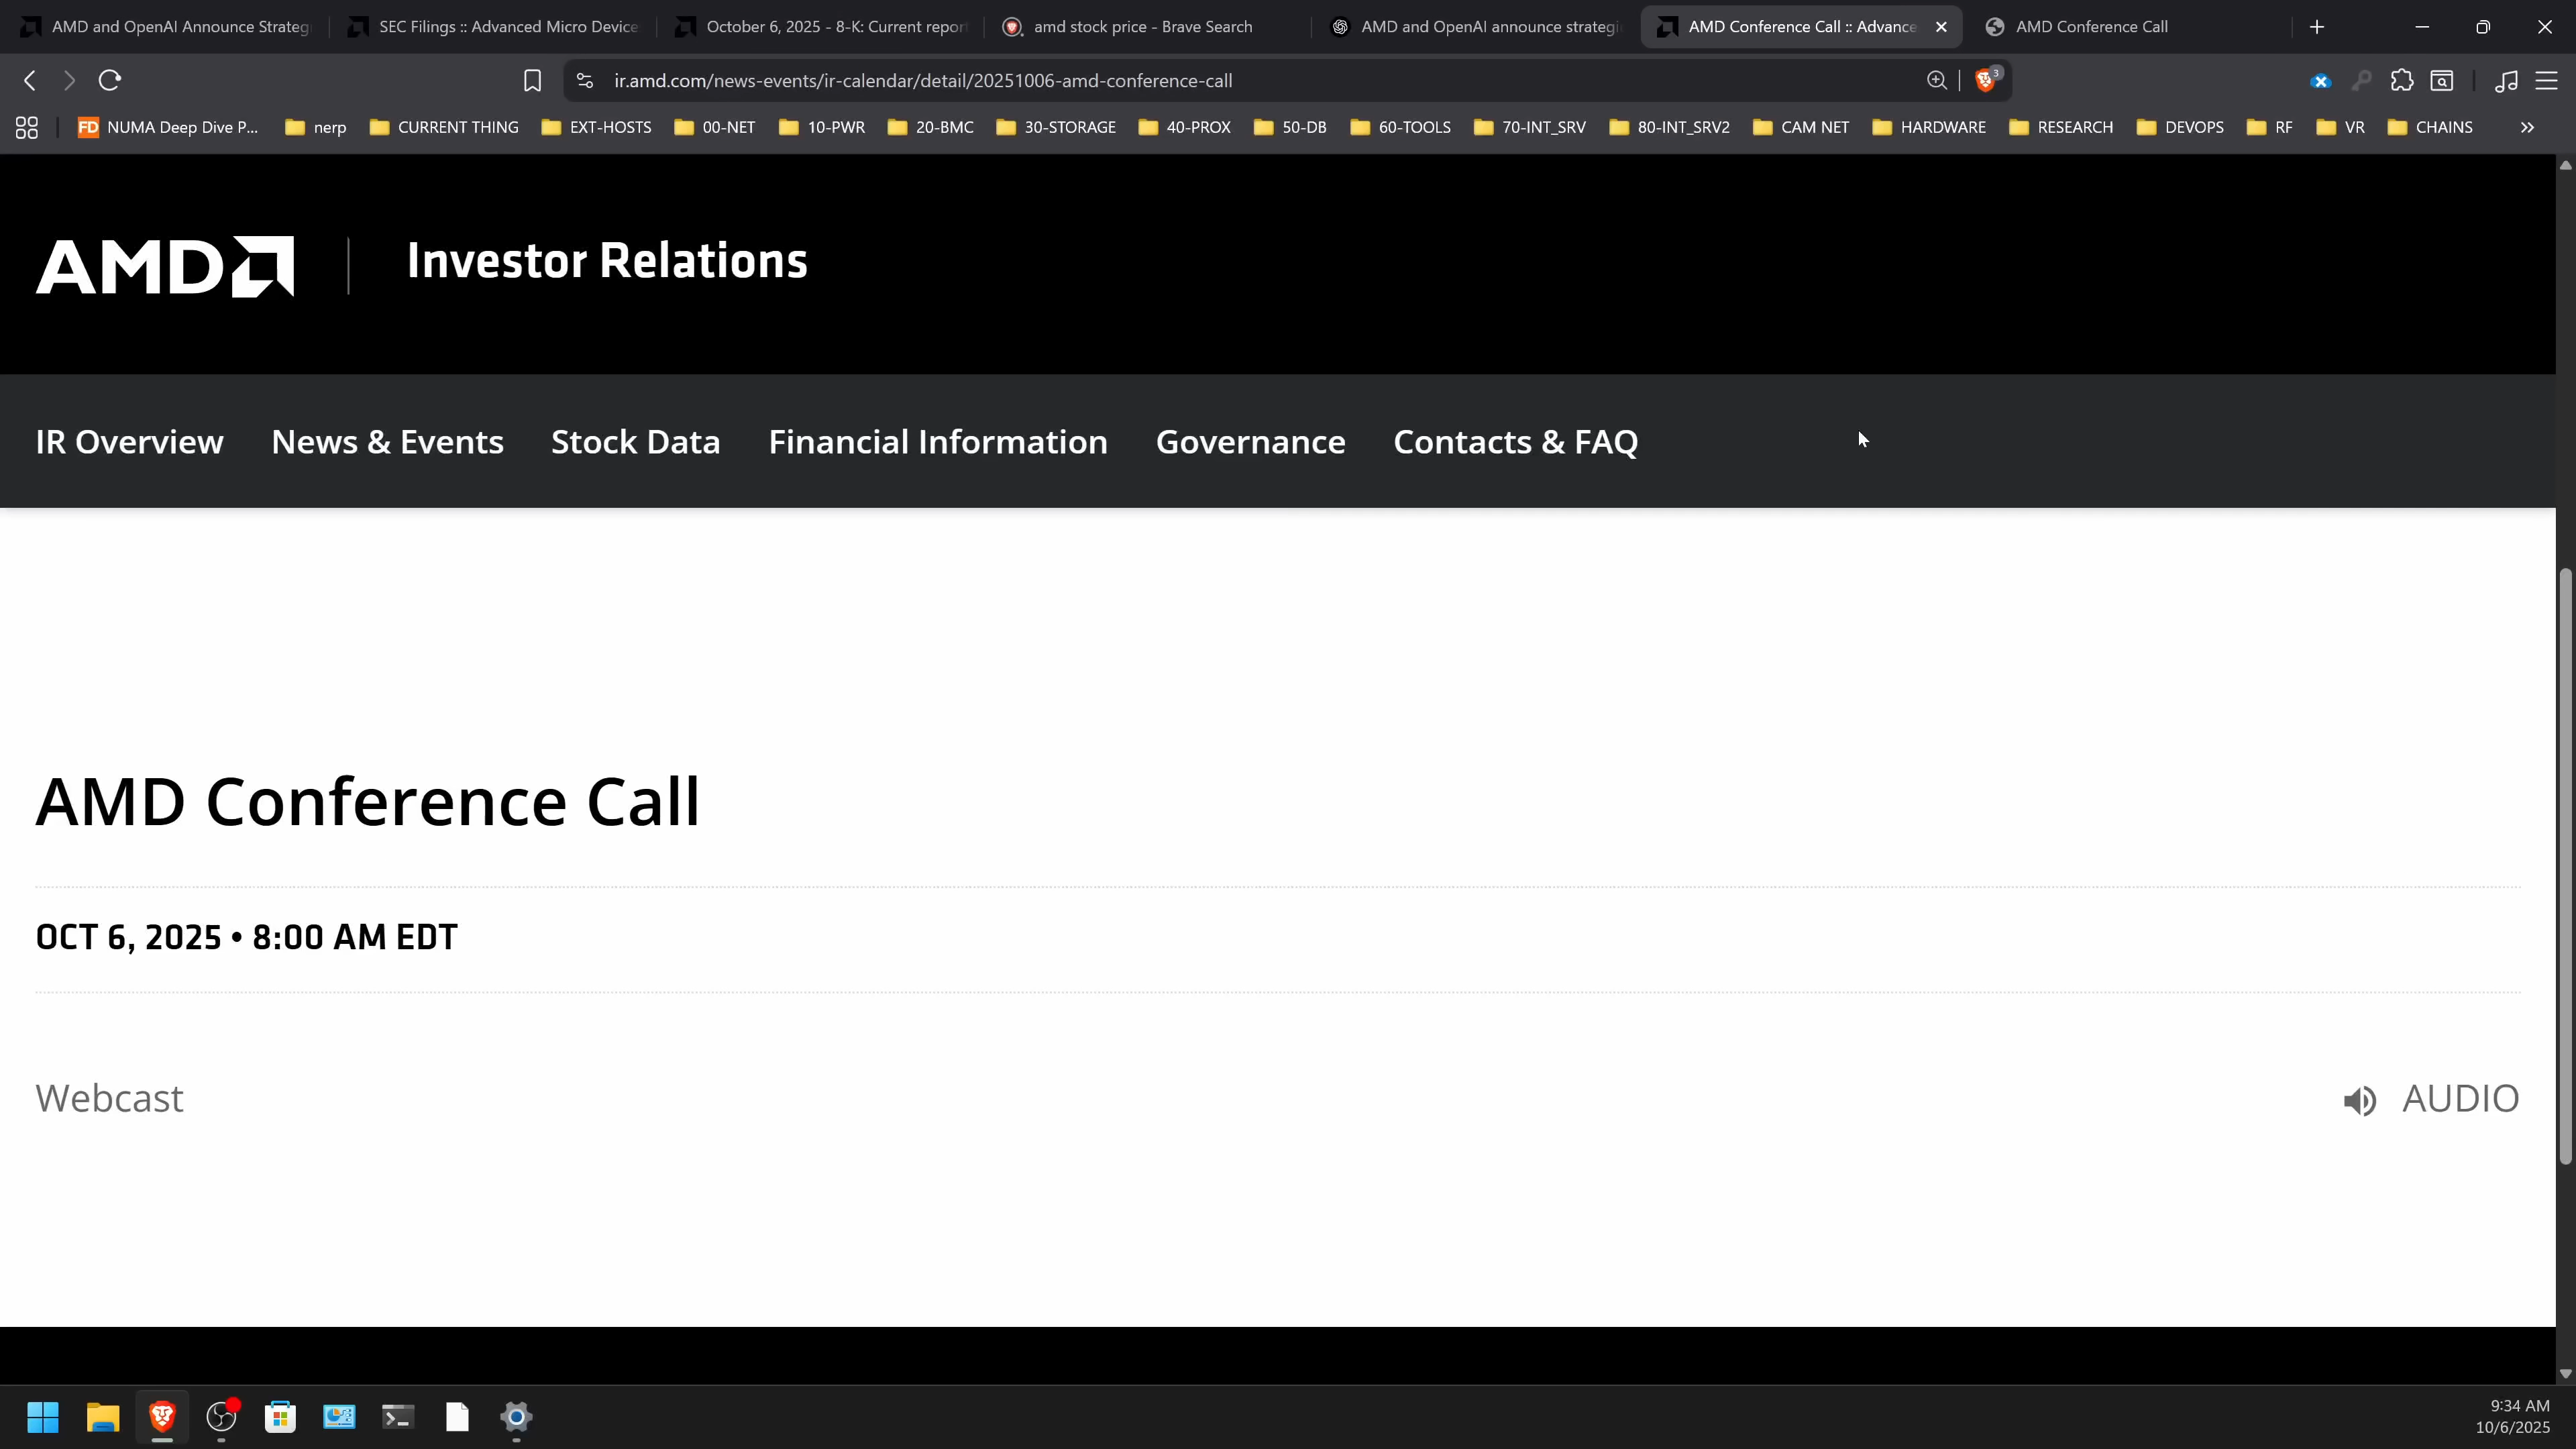 AMD and OpenAI Announce Strateg
SEC Filings :: Advanced Micro Device
October 6, 2025 - 8-K: Current repor
amd stock price - Brave Search
AMD and OpenAI announce strategi
AMD Conference Call :: Advance
AMD Conference Call
ir.amd.com/news-events/ir-calendar/detail/20251006-amd-conference-call
3
FD NUMA Deep Dive P...
nerp
CURRENT THING
EXT-HOSTS
00-NET
10-PWR
20-BMC
30-STORAGE
40-PROX
50-DB
60-TOOLS
70-INT_SRV
80-INT_SRV2
CAM NET
HARDWARE
RESEARCH
DEVOPS
RF
VR
CHAINS
AMD
Investor Relations
IR Overview
News & Events
Stock Data
Financial Information
Governance
Contacts & FAQ
AMD Conference Call
OCT 6, 2025 • 8:00 AM EDT
Webcast
AUDIO
9:34 AM
10/6/2025